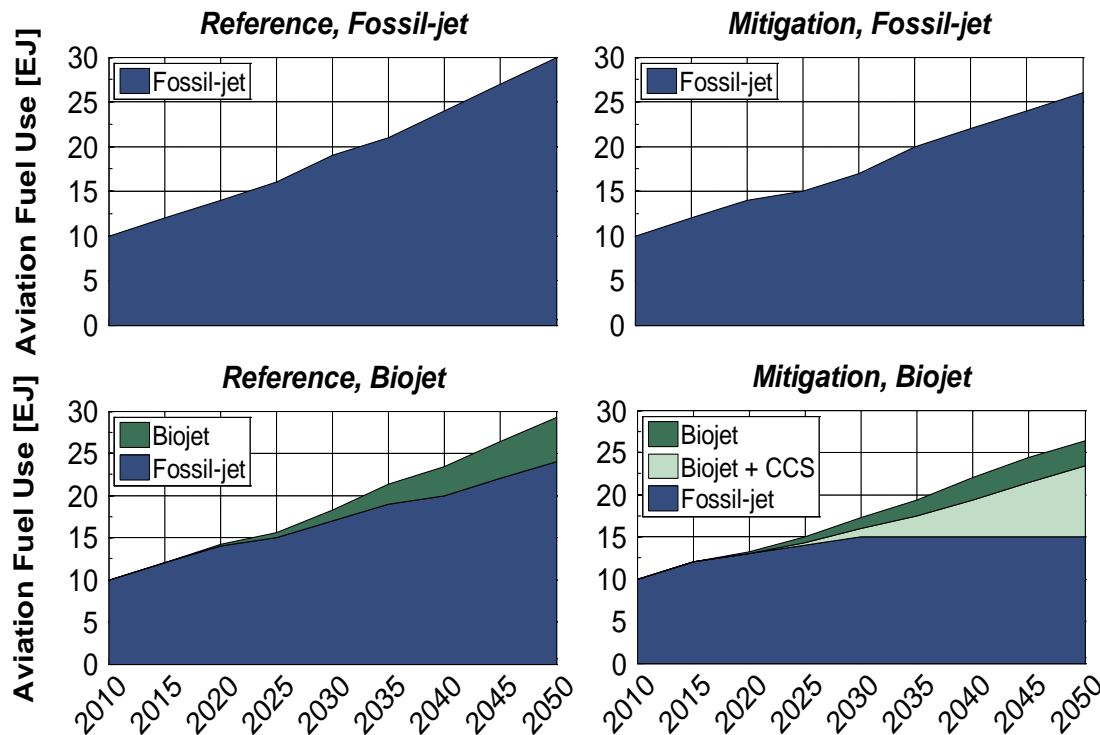 Reference, Fossil-jet
Mitigation, Fossil-jet
Aviation Fuel Use [EJ]
30
25
20
15
10
5
0
Fossil-jet
30
25
20
15
10
5
0
Fossil-jet
Reference, Biojet
Mitigation, Biojet
Aviation Fuel Use [EJ]
30
25
20
15
10
5
0
Biojet
Fossil-jet
30
25
20
15
10
5
0
Biojet
Biojet + CCS
Fossil-jet
2010 2015 2020 2025 2030 2035 2040 2045 2050
2010 2015 2020 2025 2030 2035 2040 2045 2050